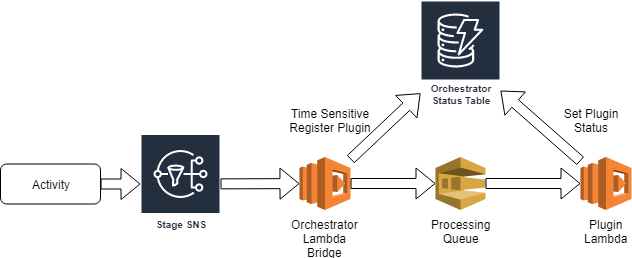 Orchestrator
Status Table
Time Sensitive
Register Plugin
Set Plugin
Status
Activity
Stage SNS
Orchestrator
Lambda
Bridge
Processing
Queue
Plugin
Lambda